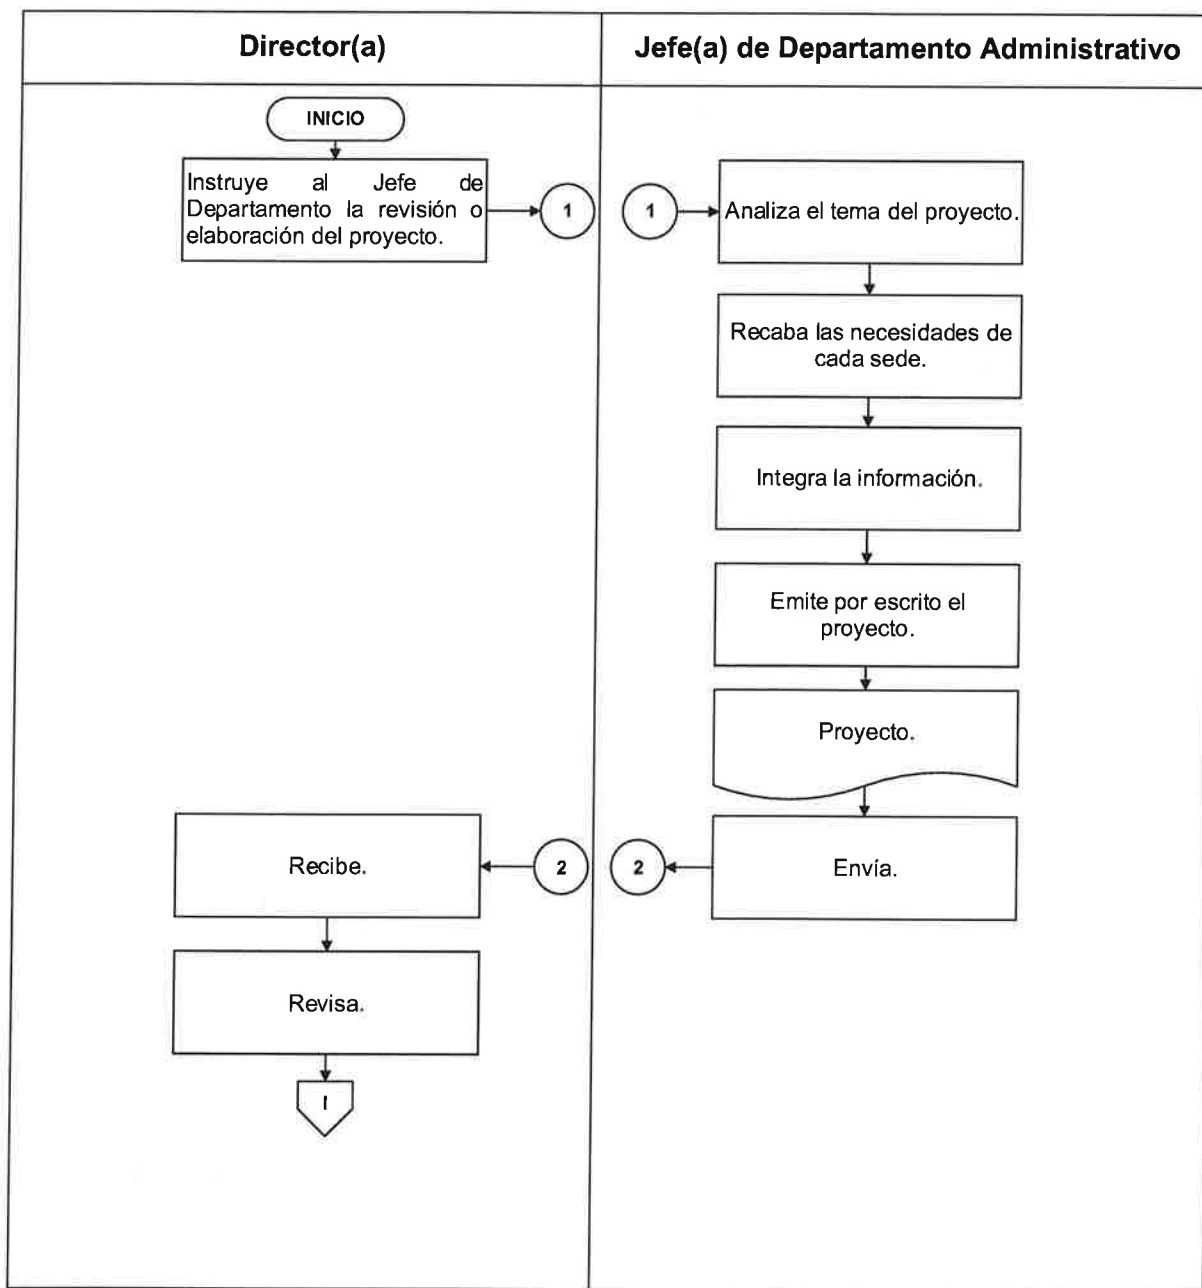 Director(a)
Jefe(a) de Departamento Administrativo
INICIO
Instruye al Jefe de
Departamento la revisión o
elaboración del proyecto.
1
1
Analiza el tema del proyecto.
Recaba las necesidades de
cada sede.
Integra la información.
Emite por escrito el
proyecto.
Proyecto.
Envía.
2
2
Recibe.
Revisa.
I